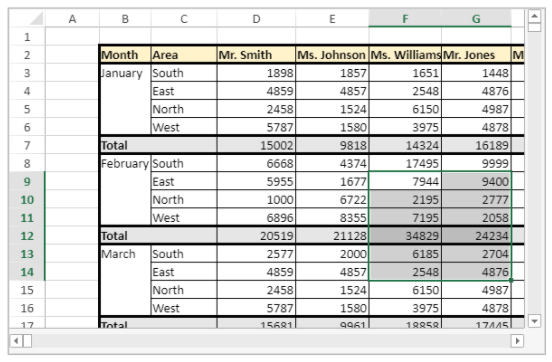 A B C D E F G
1
2 Month Area Mr. Smith Ms. Johnson Ms. Williams Mr. Jones M
3 January South 1898 1857 1651 1448
4 East 4859 4857 2548 4876
5 North 2458 1524 6150 4987
6 West 5787 1580 3975 4878
7 Total 15002 9818 14324 16189
8 February South 6668 4374 17495 9999
9 East 5955 1677 7944 9400
10 North 1000 6722 2195 2777
11 West 6896 8355 7195 2058
12 Total 20519 21128 34829 24234
13 March South 2577 2000 6185 2704
14 East 4859 4857 2548 4876
15 North 2458 1524 6150 4987
16 West 5787 1580 3975 4878
17 Total 15681 9961 18858 17445